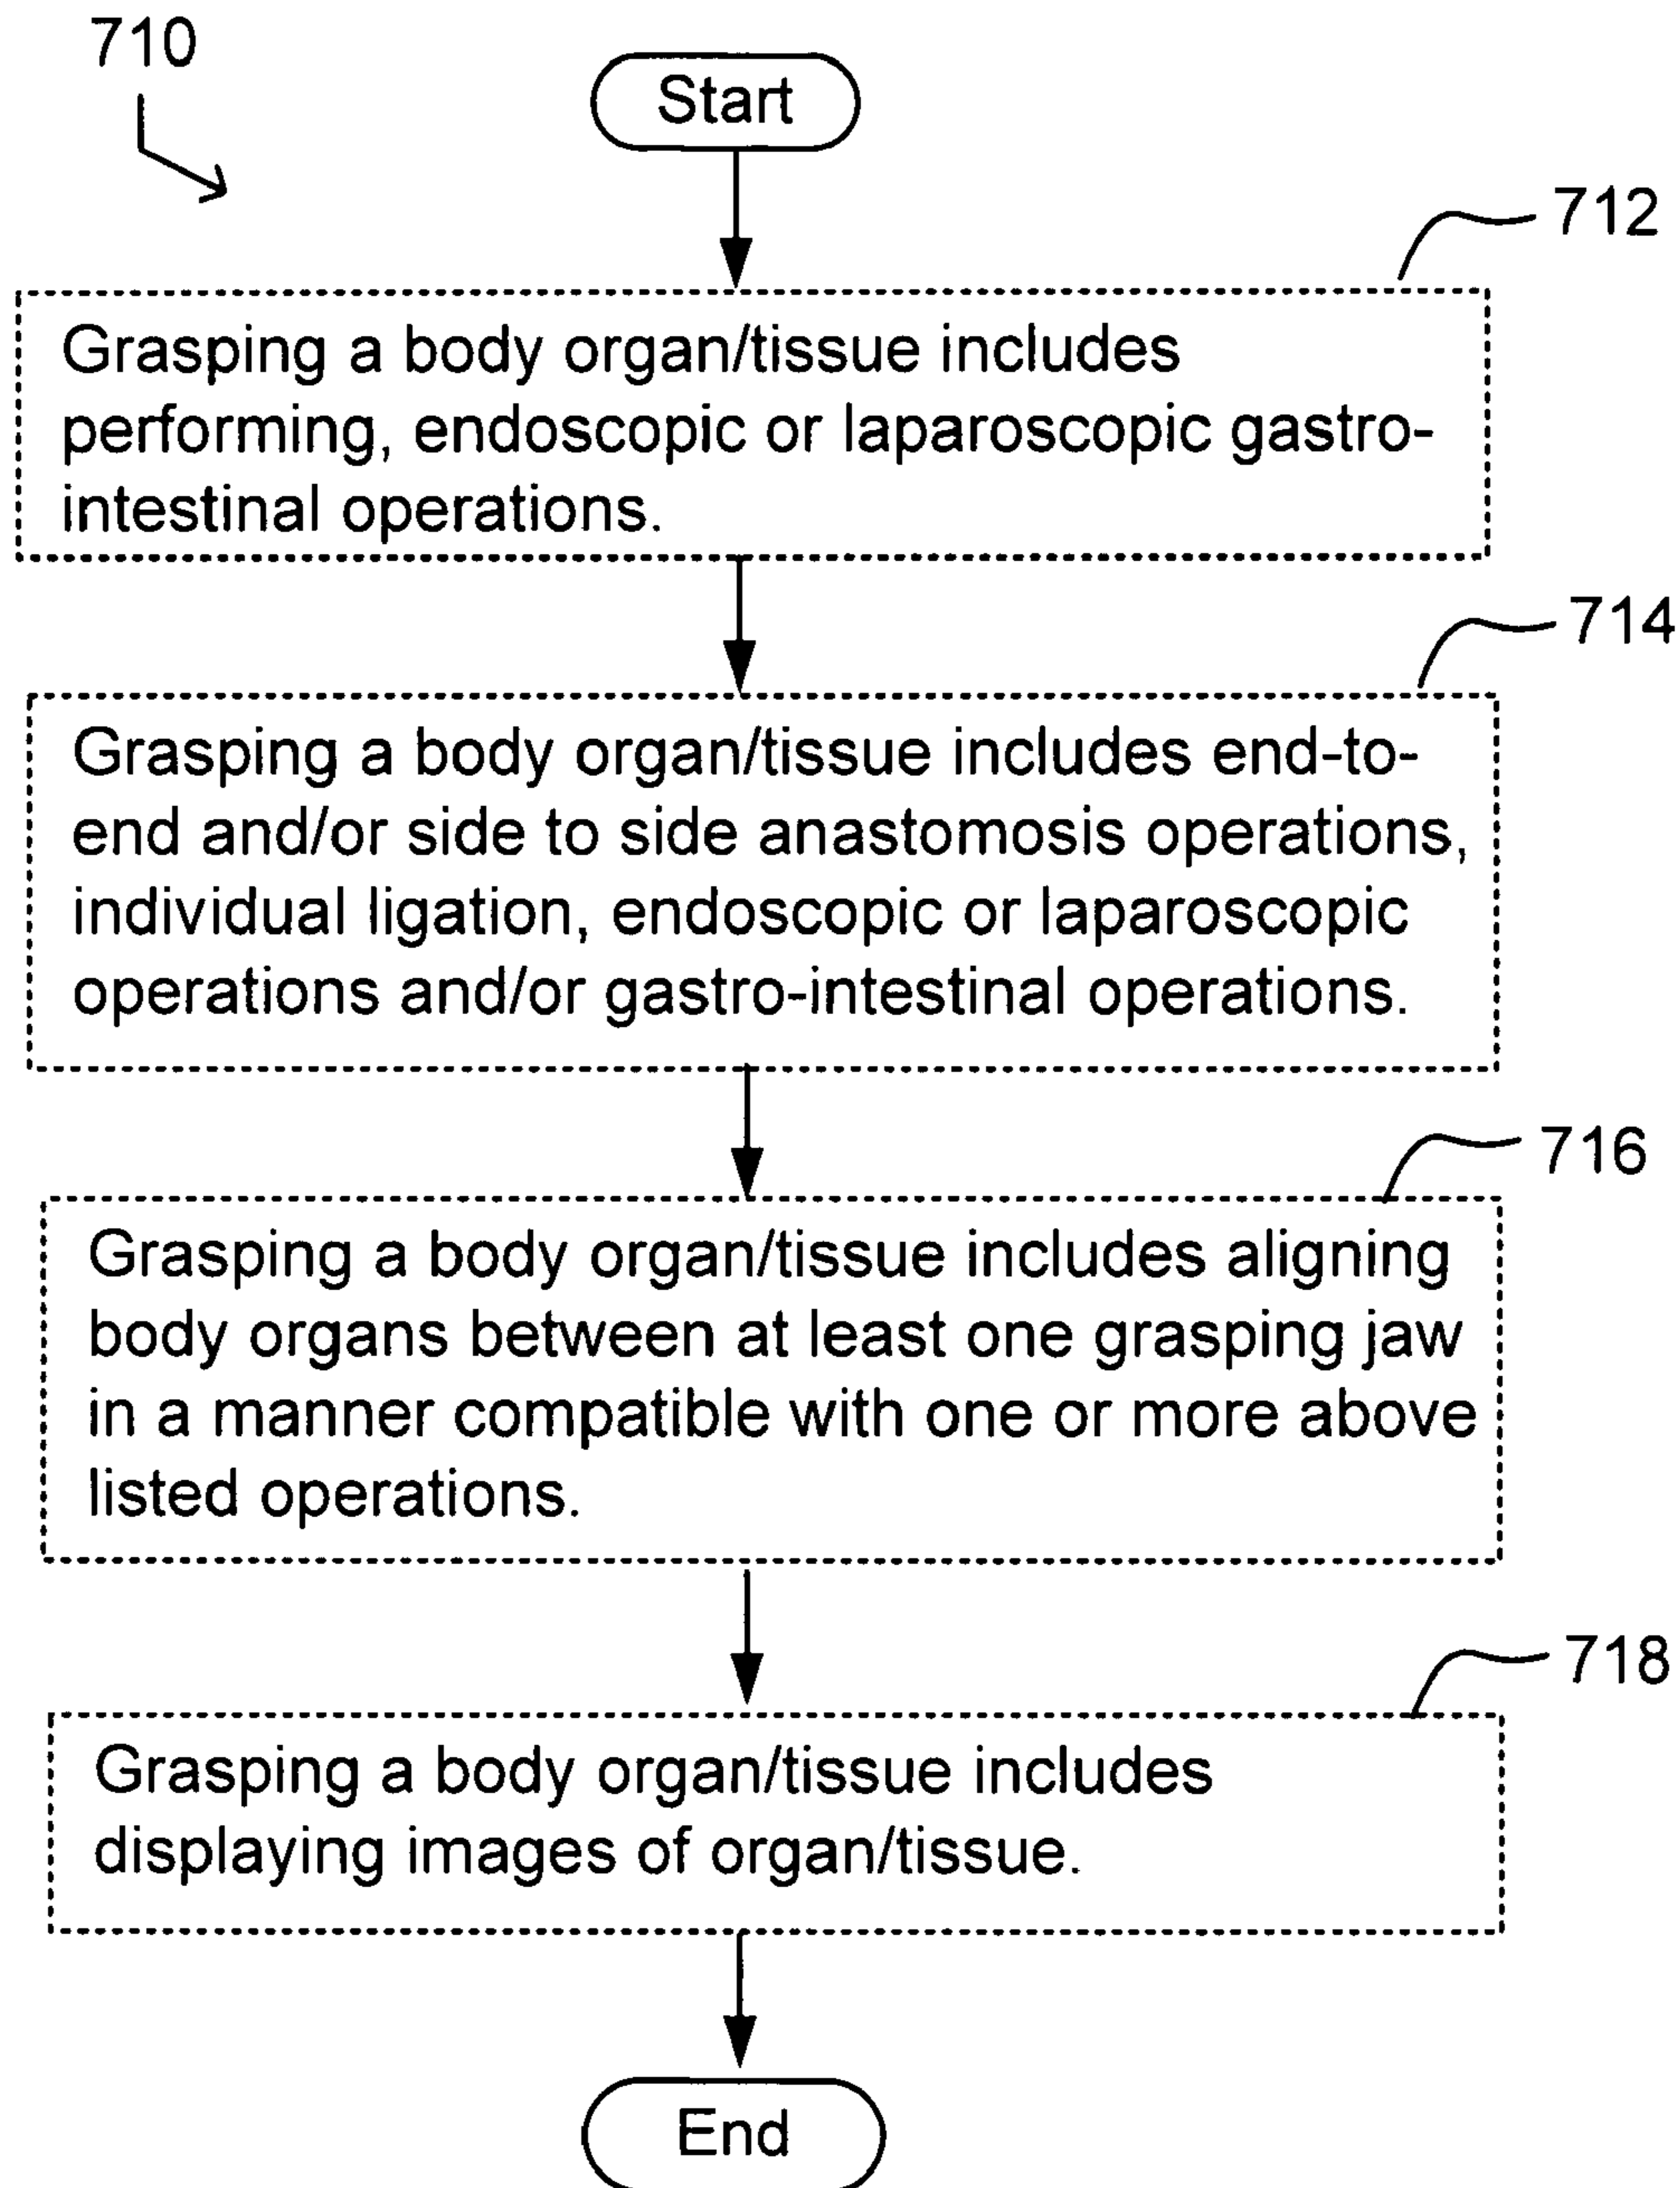 710
Start
712
Grasping a body organ/tissue includes
performing, endoscopic or laparoscopic gastro-
intestinal operations.
714
Grasping a body organ/tissue includes end-to-
end and/or side to side anastomosis operations,
individual ligation, endoscopic or laparoscopic
operations and/or gastro-intestinal operations.
716
Grasping a body organ/tissue includes aligning
body organs between at least one grasping jaw
in a manner compatible with one or more above
listed operations.
718
Grasping a body organ/tissue includes
displaying images of organ/tissue.
End